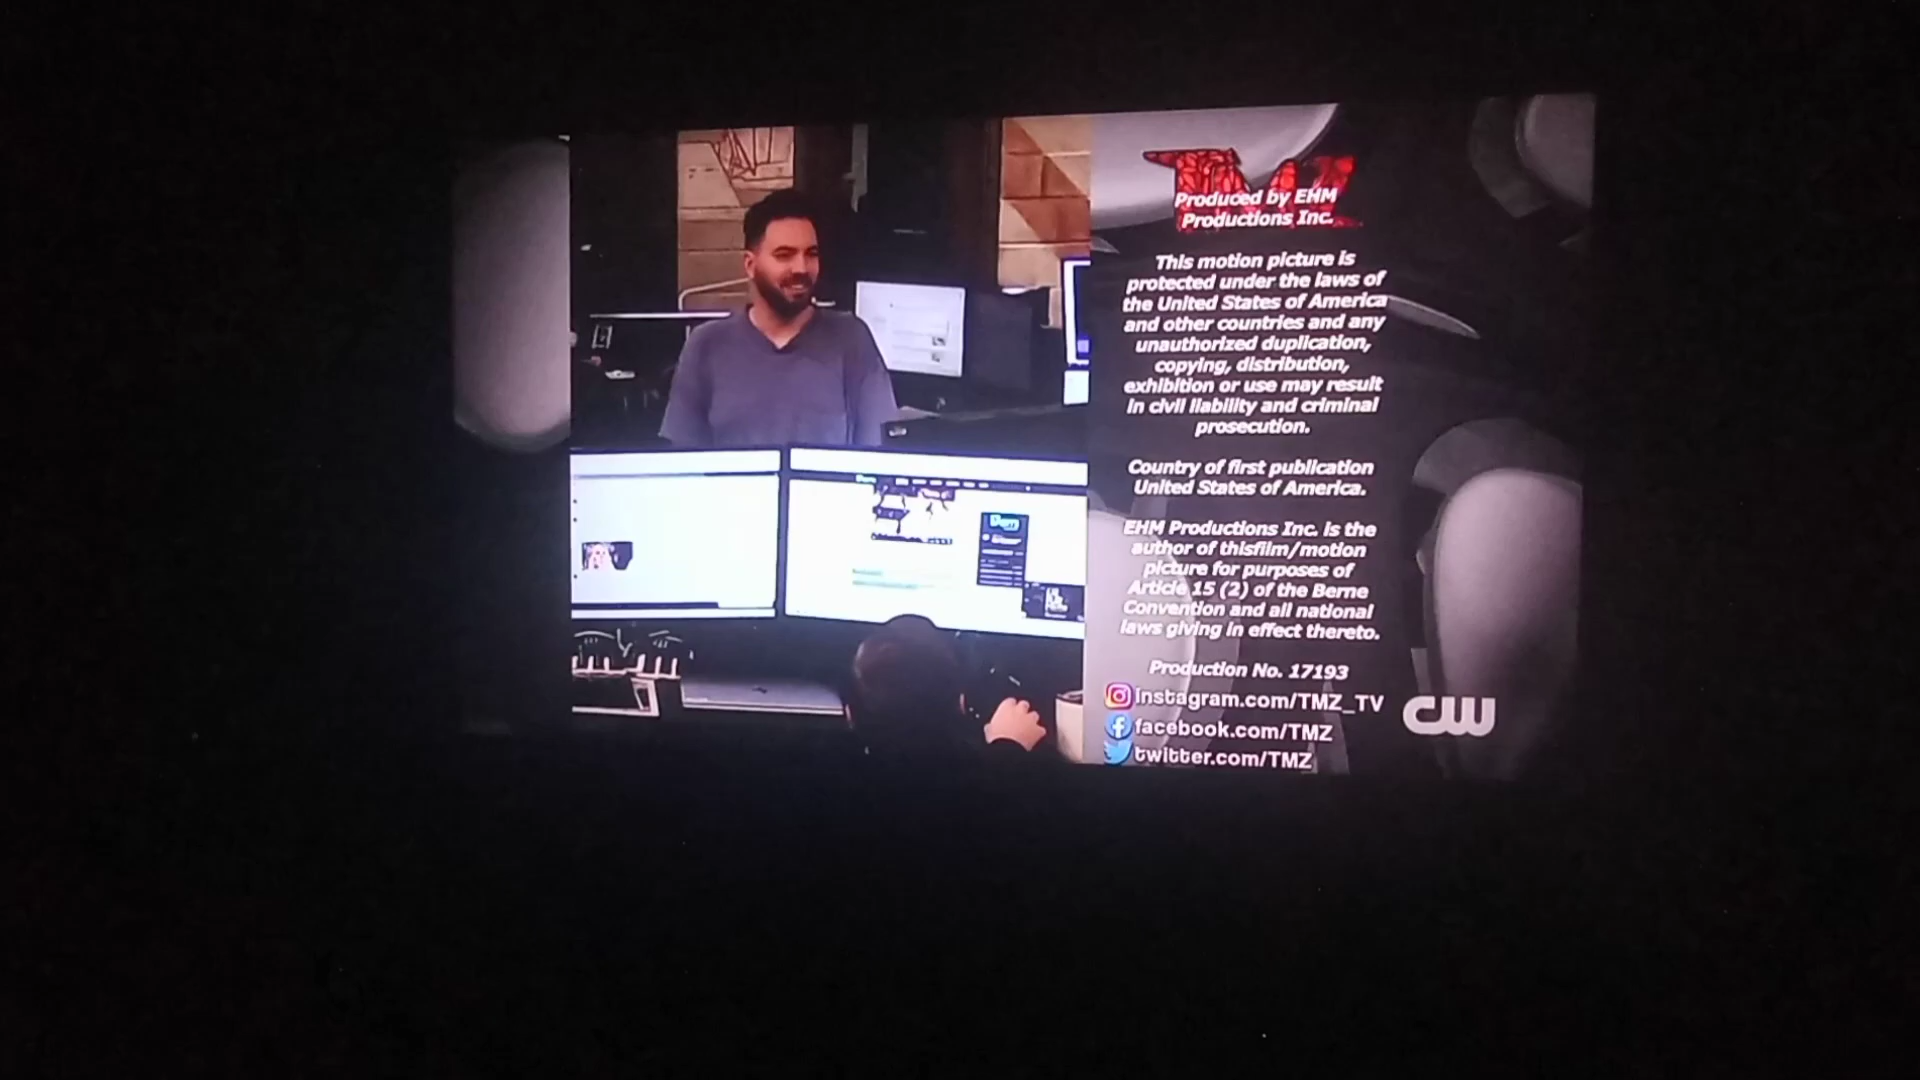 TMZ
Produced by EHM
Productions Inc.
This motion picture is
protected under the laws of
the United States of America
and other countries and any
unauthorized duplication,
copying, distribution,
exhibition or use may result
in civil liability and criminal
prosecution.
Country of first publication
United States of America.
EHM Productions Inc. is the
author of thisfilm/motion
picture for purposes of
Article 15 (2) of the Berne
Convention and all national
laws giving in effect thereto.
Production No. 17193
instagram.com/TMZ_TV
facebook.com/TMZ
twitter.com/TMZ
CW